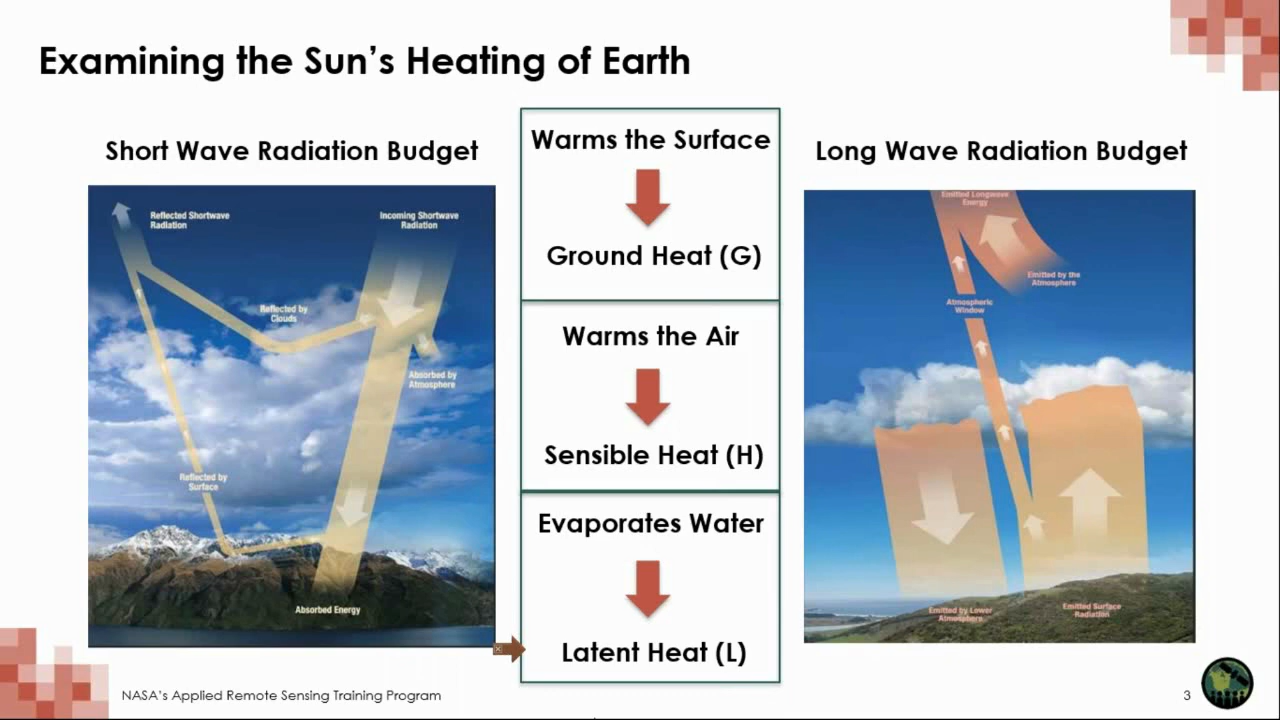 Examining the Sun's Heating of Earth
Short Wave Radiation Budget
Reflected Shortwave
Radiation
Incoming Shortwave
Radiation
Reflected by
Clouds
Absorbed by
Atmosphere
Reflected by
Surface
Absorbed Energy
Warms the Surface
Ground Heat (G)
Warms the Air
Sensible Heat (H)
Evaporates Water
Latent Heat (L)
Long Wave Radiation Budget
Emitted Longwave
Energy
Emitted by the
Atmosphere
Atmospheric
Window
Emitted by Lower
Atmosphere
Emitted Surface
Radiation
NASA's Applied Remote Sensing Training Program
3